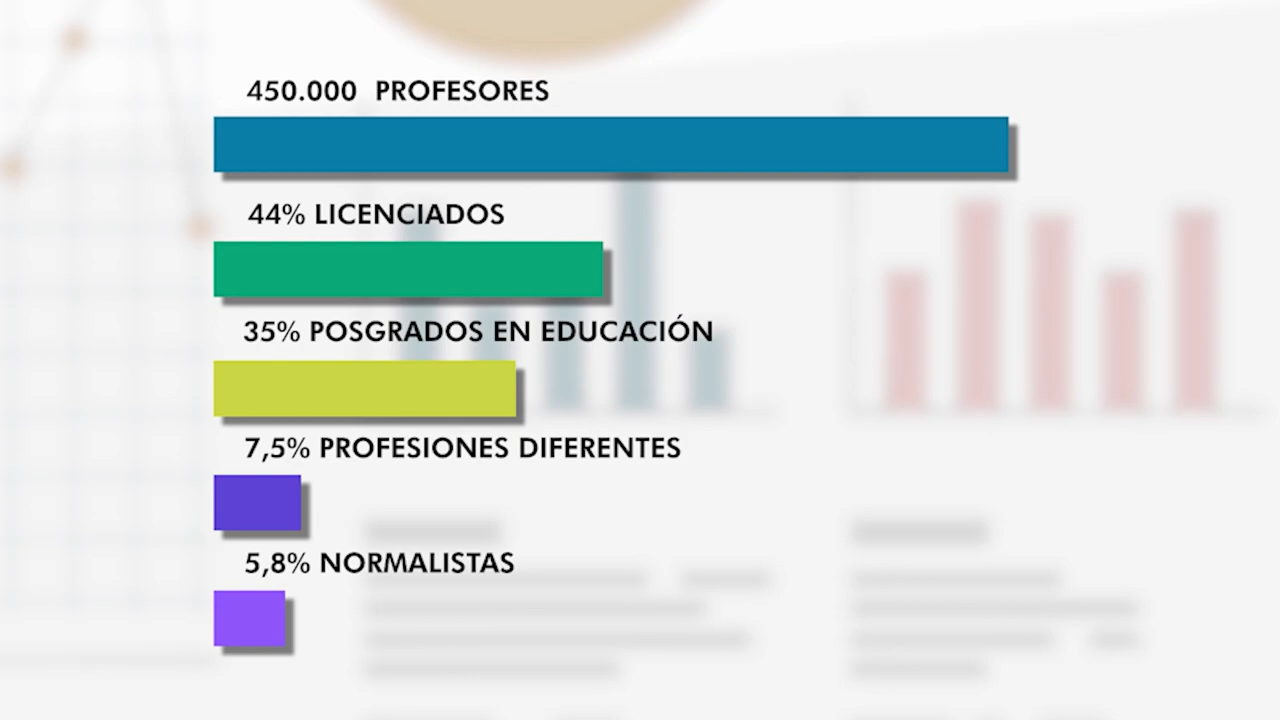 450.000 PROFESORES
44% LICENCIADOS
35% POSGRADOS EN EDUCACIÓN
7,5% PROFESIONES DIFERENTES
5,8% NORMALISTAS